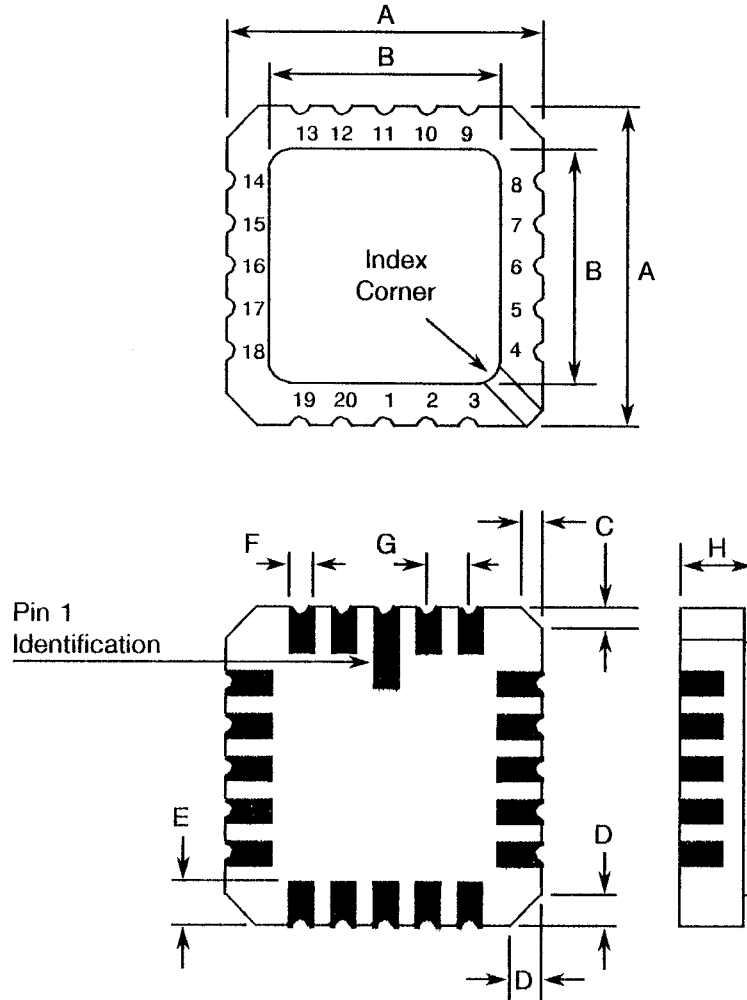 A
B
13 12 11 10 9
14 8
15 7
Index
Corner
16 6 B A
17 5
18 4
19 20 1 2 3
F G C H
Pin 1
Identification
E D
D